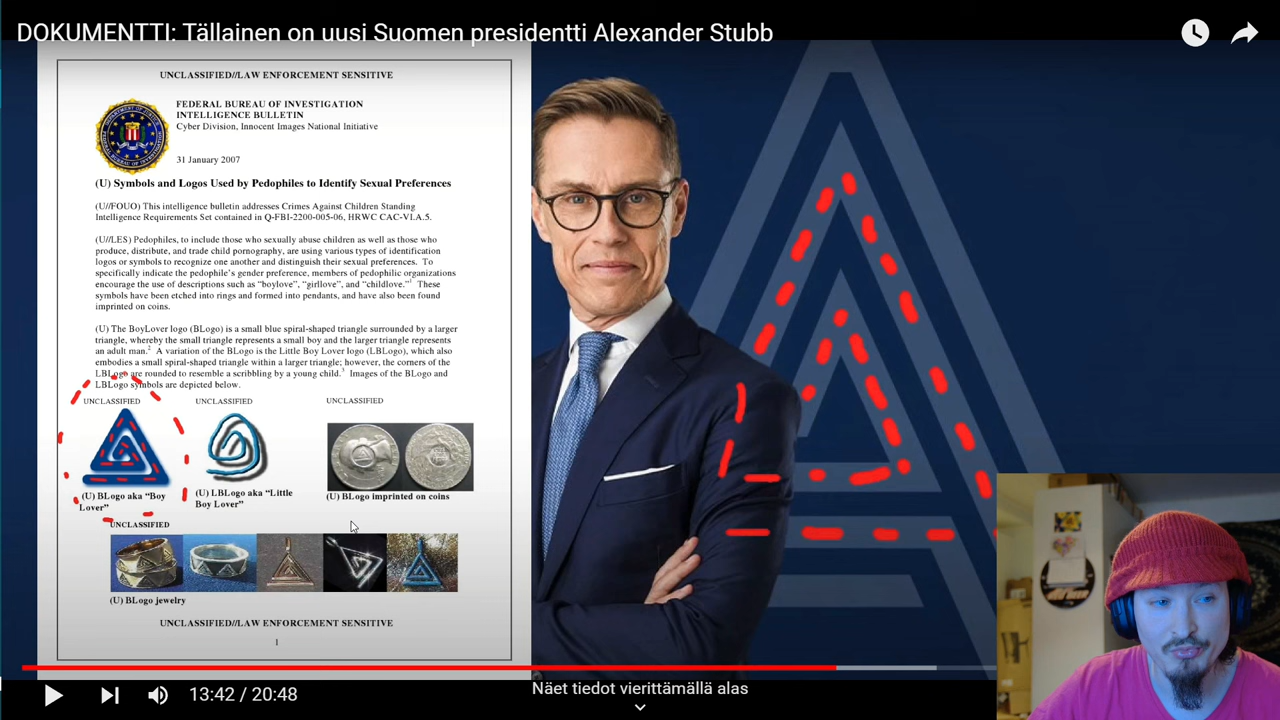 DOKUMENTTI: Tällainen on uusi Suomen presidentti Alexander Stubb
UNCLASSIFIED//LAW ENFORCEMENT SENSITIVE
FEDERAL BUREAU OF INVESTIGATION
INTELLIGENCE BULLETIN
Cyber Division, Innocent Images National Initiative
31 January 2007
(U) Symbols and Logos Used by Pedophiles to Identify Sexual Preferences
(U//FOUO) This intelligence bulletin addresses Crimes Against Children Standing
Intelligence Requirements Set contained in Q-FBI-2200-005-06, HRWC CAC-VI.A.5.
(U//LES) Pedophiles, to include those who sexually abuse children as well as those who
produce, distribute, and trade child pornography, are using various types of identification
logos or symbols to recognize one another and distinguish their sexual preferences. To
specifically indicate the pedophile's gender preference, members of pedophilic organizations
encourage the use of descriptions such as "boylove", "girllove", and "childlove."1 These
symbols have been etched into rings and formed into pendants, and have also been found
imprinted on coins.
(U) The BoyLover logo (BLogo) is a small blue spiral-shaped triangle surrounded by a larger
triangle, whereby the small triangle represents a small boy and the larger triangle represents
an adult man.2 A variation of the BLogo is the Little Boy Lover logo (LBLogo), which also
embodies a small spiral-shaped triangle within a larger triangle; however, the corners of the
LBLogo are rounded to resemble a scribbling by a young child.3 Images of the BLogo and
LBLogo symbols are depicted below.
UNCLASSIFIED
UNCLASSIFIED
UNCLASSIFIED
(U) BLogo aka "Boy
Lover"
(U) LBLogo aka "Little
Boy Lover"
(U) BLogo imprinted on coins
UNCLASSIFIED
(U) BLogo jewelry
UNCLASSIFIED//LAW ENFORCEMENT SENSITIVE
1
13:42 / 20:48
Näet tiedot vierittämällä alas